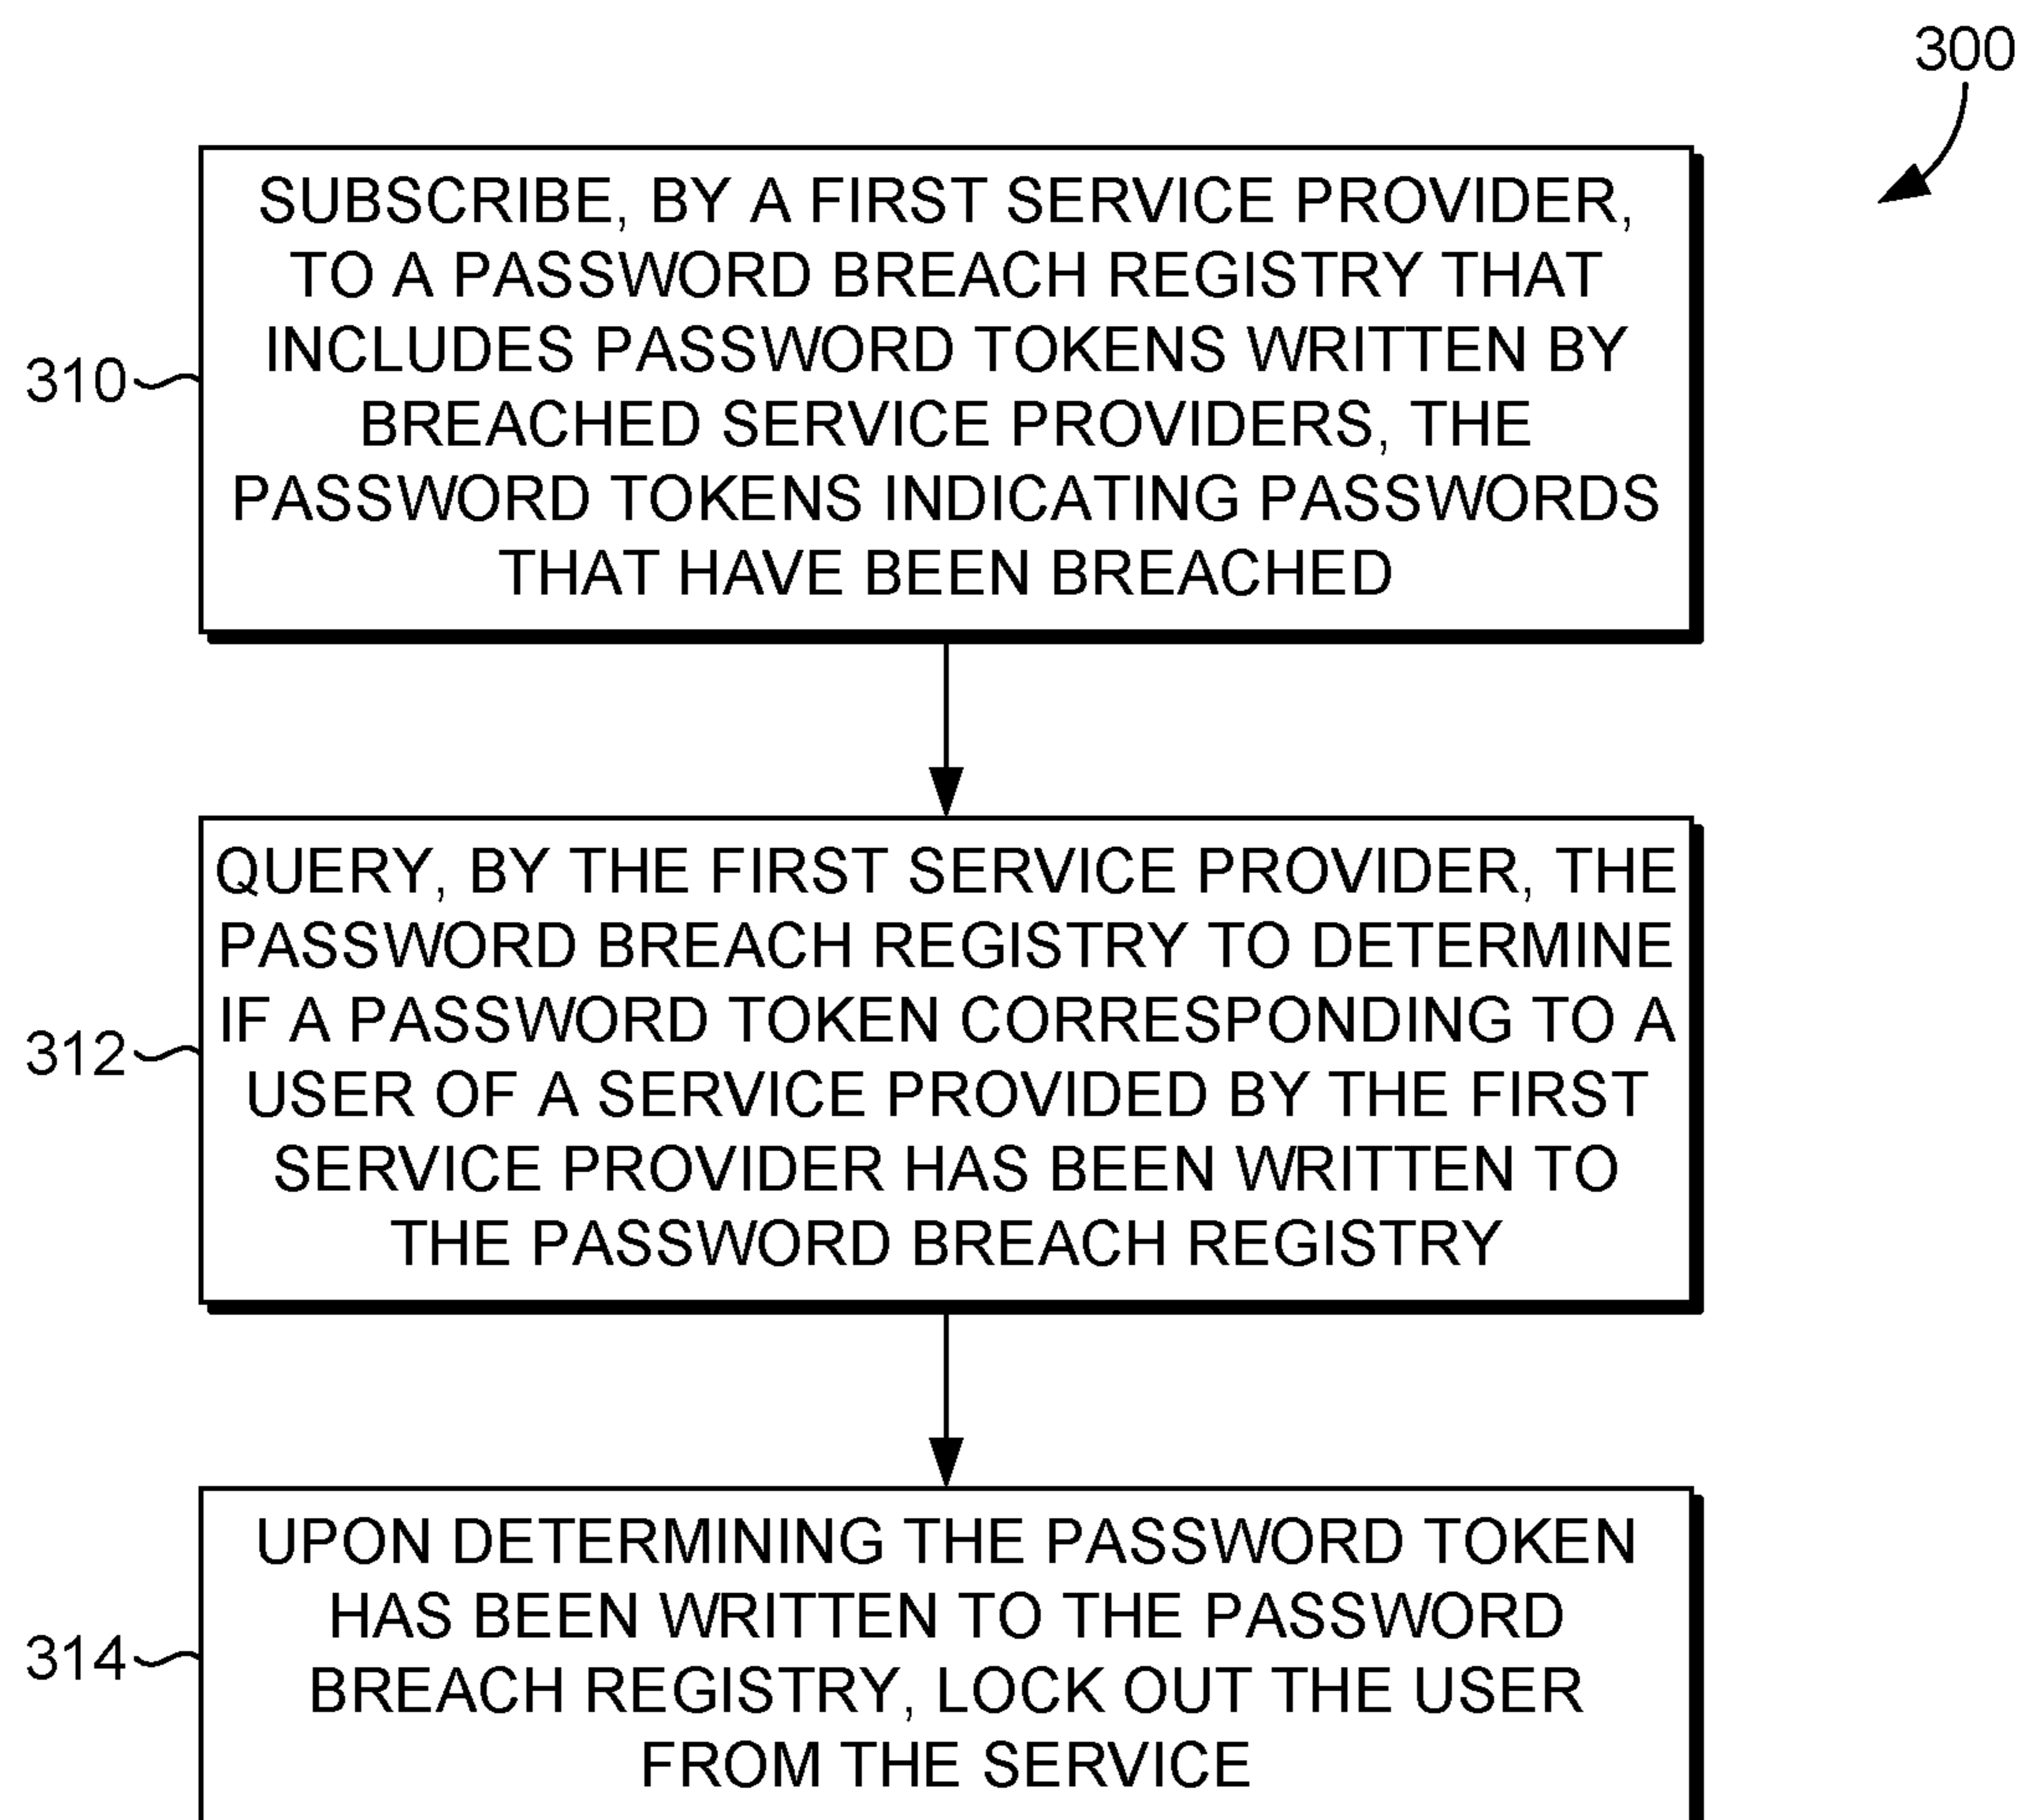 300
SUBSCRIBE, BY A FIRST SERVICE PROVIDER,
TO A PASSWORD BREACH REGISTRY THAT
INCLUDES PASSWORD TOKENS WRITTEN BY
BREACHED SERVICE PROVIDERS, THE
PASSWORD TOKENS INDICATING PASSWORDS
THAT HAVE BEEN BREACHED
310
QUERY, BY THE FIRST SERVICE PROVIDER, THE
PASSWORD BREACH REGISTRY TO DETERMINE
IF A PASSWORD TOKEN CORRESPONDING TO A
USER OF A SERVICE PROVIDED BY THE FIRST
SERVICE PROVIDER HAS BEEN WRITTEN TO
THE PASSWORD BREACH REGISTRY
312
UPON DETERMINING THE PASSWORD TOKEN
HAS BEEN WRITTEN TO THE PASSWORD
BREACH REGISTRY, LOCK OUT THE USER
FROM THE SERVICE
314